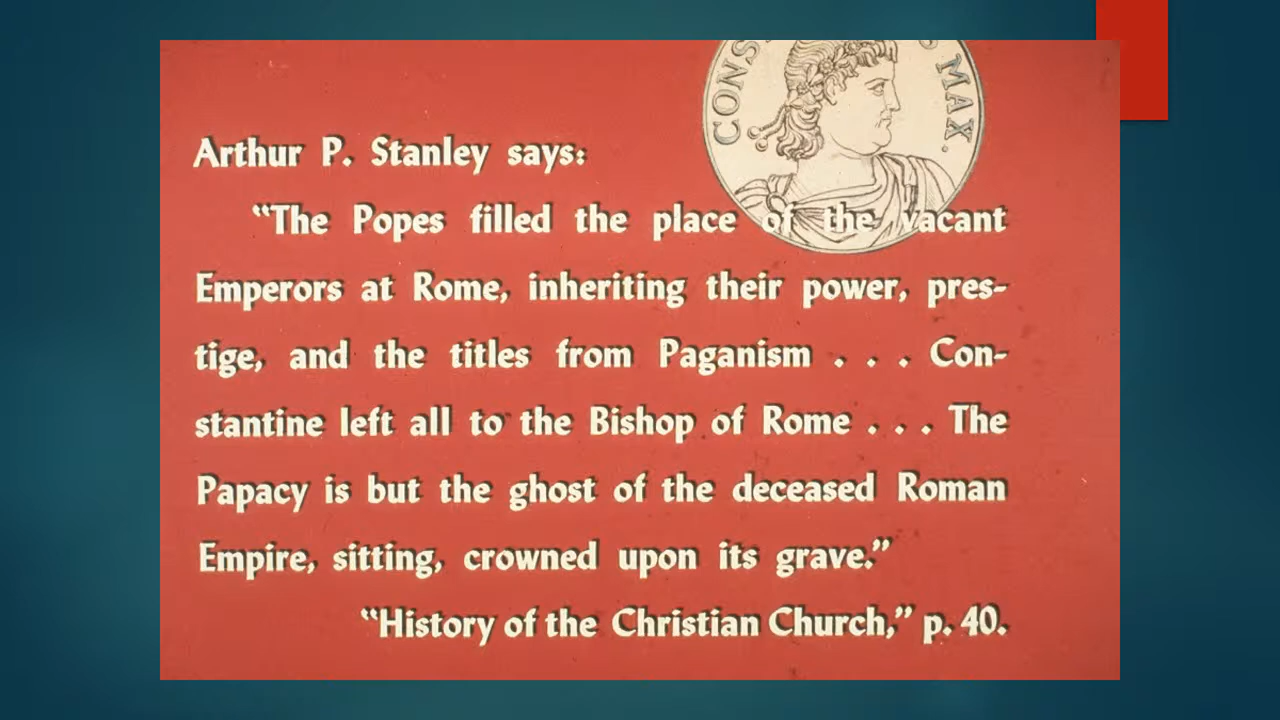 CONS MAX.
Arthur P. Stanley says:
“The Popes filled the place of the vacant
Emperors at Rome, inheriting their power, pres-
tige, and the titles from Paganism . . . Con-
stantine left all to the Bishop of Rome . . . The
Papacy is but the ghost of the deceased Roman
Empire, sitting, crowned upon its grave.”
“History of the Christian Church,” p. 40.